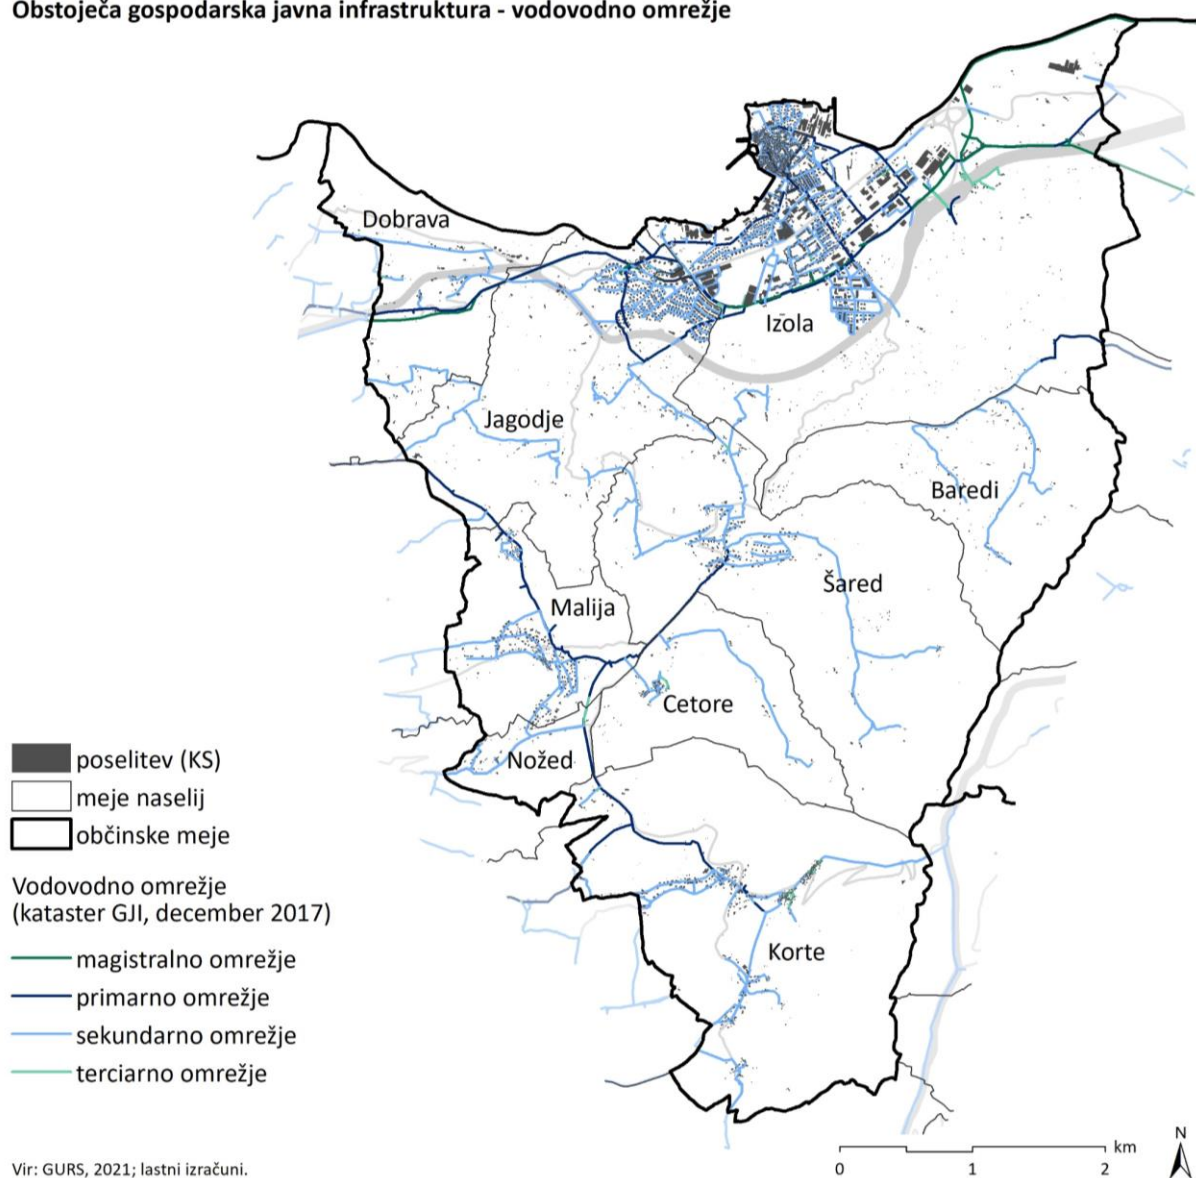 Obstoječa gospodarska javna infrastruktura - vodovodno omrežje
Dobrava
Izola
Jagodje
Baredi
Šared
Malija
Cetore
Nožed
Korte
poselitev (KS)
meje naselij
občinske meje
Vodovodno omrežje
(kataster GJI, december 2017)
magistralno omrežje
primarno omrežje
sekundarno omrežje
terciarno omrežje
Vir: GURS, 2021; lastni izračuni.
km
0 1 2
N